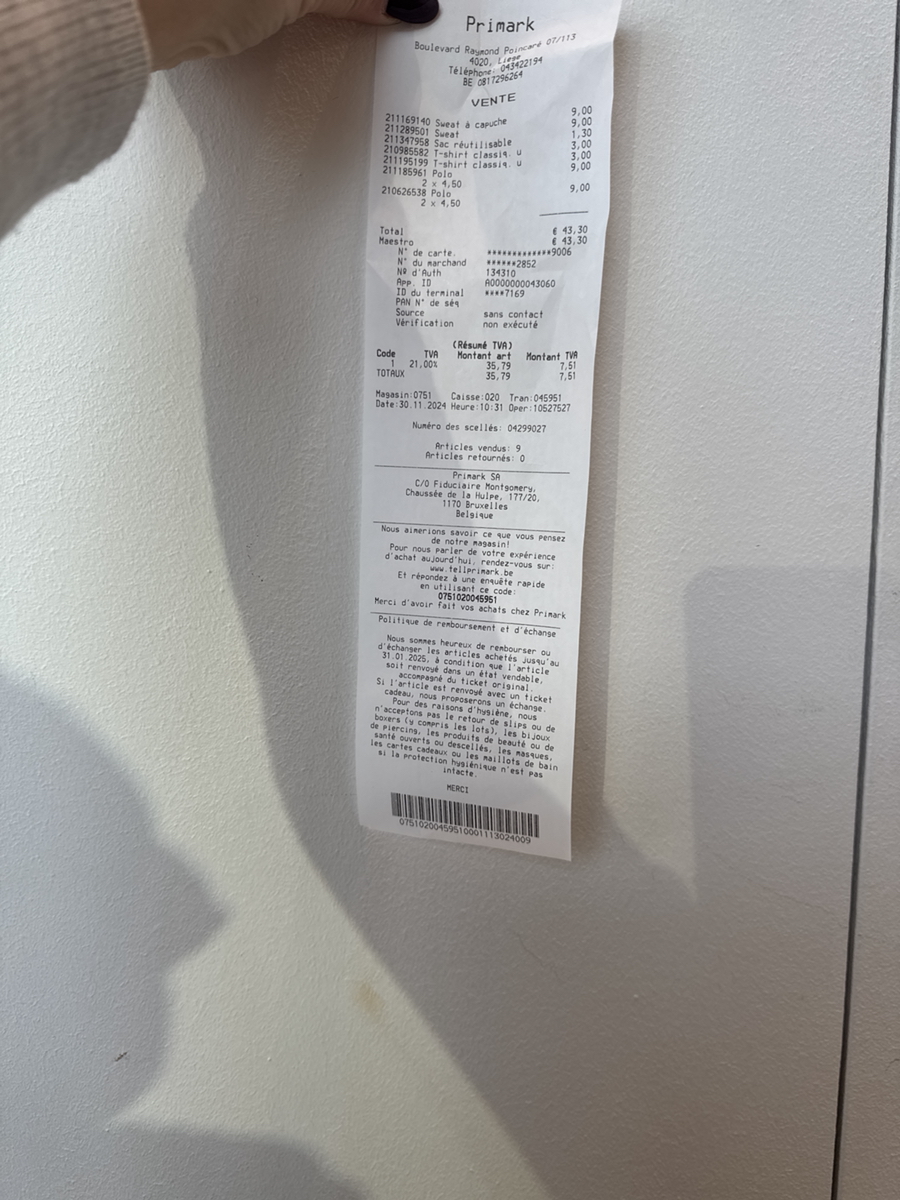 Primark
Boulevard Raymond Poincaré 07/113
4020, Liege
Téléphone: 043422194
BE 0817296264
VENTE
211169140 Sweat à capuche 9,00
211289501 Sweat 9,00
211347958 Sac réutilisable 1,30
210985582 T-shirt classiq. u 3,00
211195199 T-shirt classiq. u 3,00
211185961 Polo 9,00
2 x 4,50
210626538 Polo 9,00
2 x 4,50
Total € 43,30
Maestro € 43,30
N° de carte. *************9006
N° du marchand ******2852
Nº d'Auth 134310
App. ID A0000000043060
ID du terminal ****7169
PAN N° de séq
Source sans contact
Vérification non exécuté
(Résumé TVA)
Code TVA Montant art Montant TVA
1 21,00% 35,79 7,51
TOTAUX 35,79 7,51
Magasin:0751 Caisse:020 Tran:045951
Date:30.11.2024 Heure:10:31 Oper:10527527
Numéro des scellés: 04299027
Articles vendus: 9
Articles retournés: 0
Primark SA
C/O Fiduciaire Montgomery,
Chaussée de la Hulpe, 177/20,
1170 Bruxelles
Belgique
Nous aimerions savoir ce que vous pensez
de notre magasin!
Pour nous parler de votre expérience
d'achat aujourd'hui, rendez-vous sur:
www.tellprimark.be
Et répondez à une enquête rapide
en utilisant ce code:
0751020045951
Merci d'avoir fait vos achats chez Primark
Politique de remboursement et d'échange
Nous sommes heureux de rembourser ou
d'échanger les articles achetés jusqu'au
31.01.2025, à condition que l'article
soit renvoyé dans un état vendable,
accompagné du ticket original.
Si l'article est renvoyé avec un ticket
cadeau, nous proposerons un échange.
Pour des raisons d'hygiène, nous
n'acceptons pas le retour de slips ou de
boxers (y compris les lots), les bijoux
de piercing, les produits de beauté ou de
santé ouverts ou descellés, les masques,
les cartes cadeaux ou les maillots de bain
si la protection hygiénique n'est pas
intacte.
MERCI
07510200459510001113024009